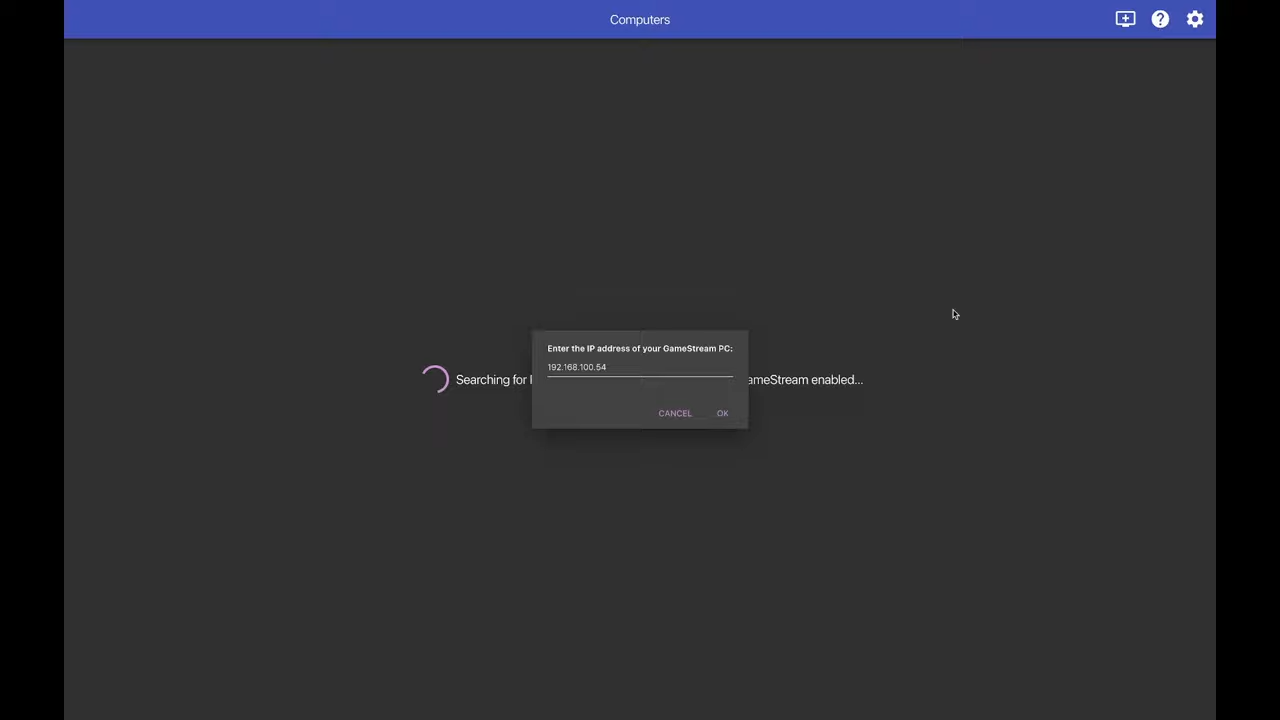 Computers
Enter the IP address of your GameStream PC:
192.168.100.54
Searching for
ameStream enabled...
CANCEL OK